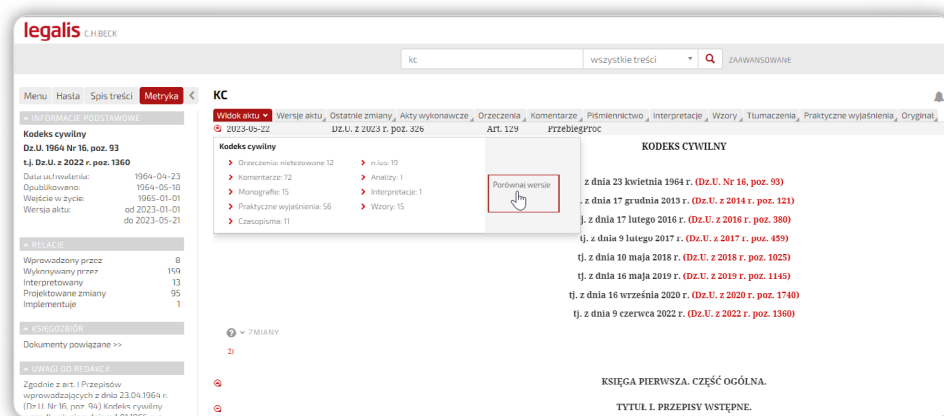 legalis C.H.BECK
kc
wszystkie treści
ZAAWANSOWANE
Menu Hasła Spis treści Metryka
INFORMACJE PODSTAWOWE
Kodeks cywilny
Dz.U. 1964 Nr 16, poz. 93
t.j. Dz.U. z 2022 r. poz. 1360
Data uchwalenia: 1964-04-23
Opublikowano: 1964-05-18
Wejście w życie: 1965-01-01
Wersja aktu: od 2023-01-01
do 2023-05-21
RELACJE
Wprowadzony przez 8
Wykonywany przez 159
Interpretowany 13
Projektowane zmiany 95
Implementuje 1
KSIĘGOZBIÓR
Dokumenty powiązane >>
UWAGI OD REDAKCJI
Zgodnie z art. I Przepisów
wprowadzających z dnia 23.04.1964 r.
(Dz.U. Nr 16, poz. 94) Kodeks cywilny
KC
Widok aktu Wersje aktu Ostatnie zmiany Akty wykonawcze Orzeczenia Komentarze Piśmiennictwo Interpretacje Wzory Tłumaczenia Praktyczne wyjaśnienia Oryginał
2023-05-22 Dz.U. z 2023 r. poz. 326 Art. 129 PrzebiegProc
Kodeks cywilny
Orzeczenia: nietezowane 12
Komentarze: 72
Monografie: 15
Praktyczne wyjaśnienia: 56
Czasopisma: 11
n.ius: 19
Analizy: 1
Interpretacje: 1
Wzory: 15
Porównaj wersje
KODEKS CYWILNY
z dnia 23 kwietnia 1964 r. (Dz.U. Nr 16, poz. 93)
z dnia 17 grudnia 2013 r. (Dz.U. z 2014 r. poz. 121)
j. z dnia 17 lutego 2016 r. (Dz.U. z 2016 r. poz. 380)
tj. z dnia 9 lutego 2017 r. (Dz.U. z 2017 r. poz. 459)
tj. z dnia 10 maja 2018 r. (Dz.U. z 2018 r. poz. 1025)
tj. z dnia 16 maja 2019 r. (Dz.U. z 2019 r. poz. 1145)
tj. z dnia 16 września 2020 r. (Dz.U. z 2020 r. poz. 1740)
tj. z dnia 9 czerwca 2022 r. (Dz.U. z 2022 r. poz. 1360)
ZMIANY
2)
KSIĘGA PIERWSZA. CZĘŚĆ OGÓLNA.
TYTUŁ I. PRZEPISY WSTĘPNE.